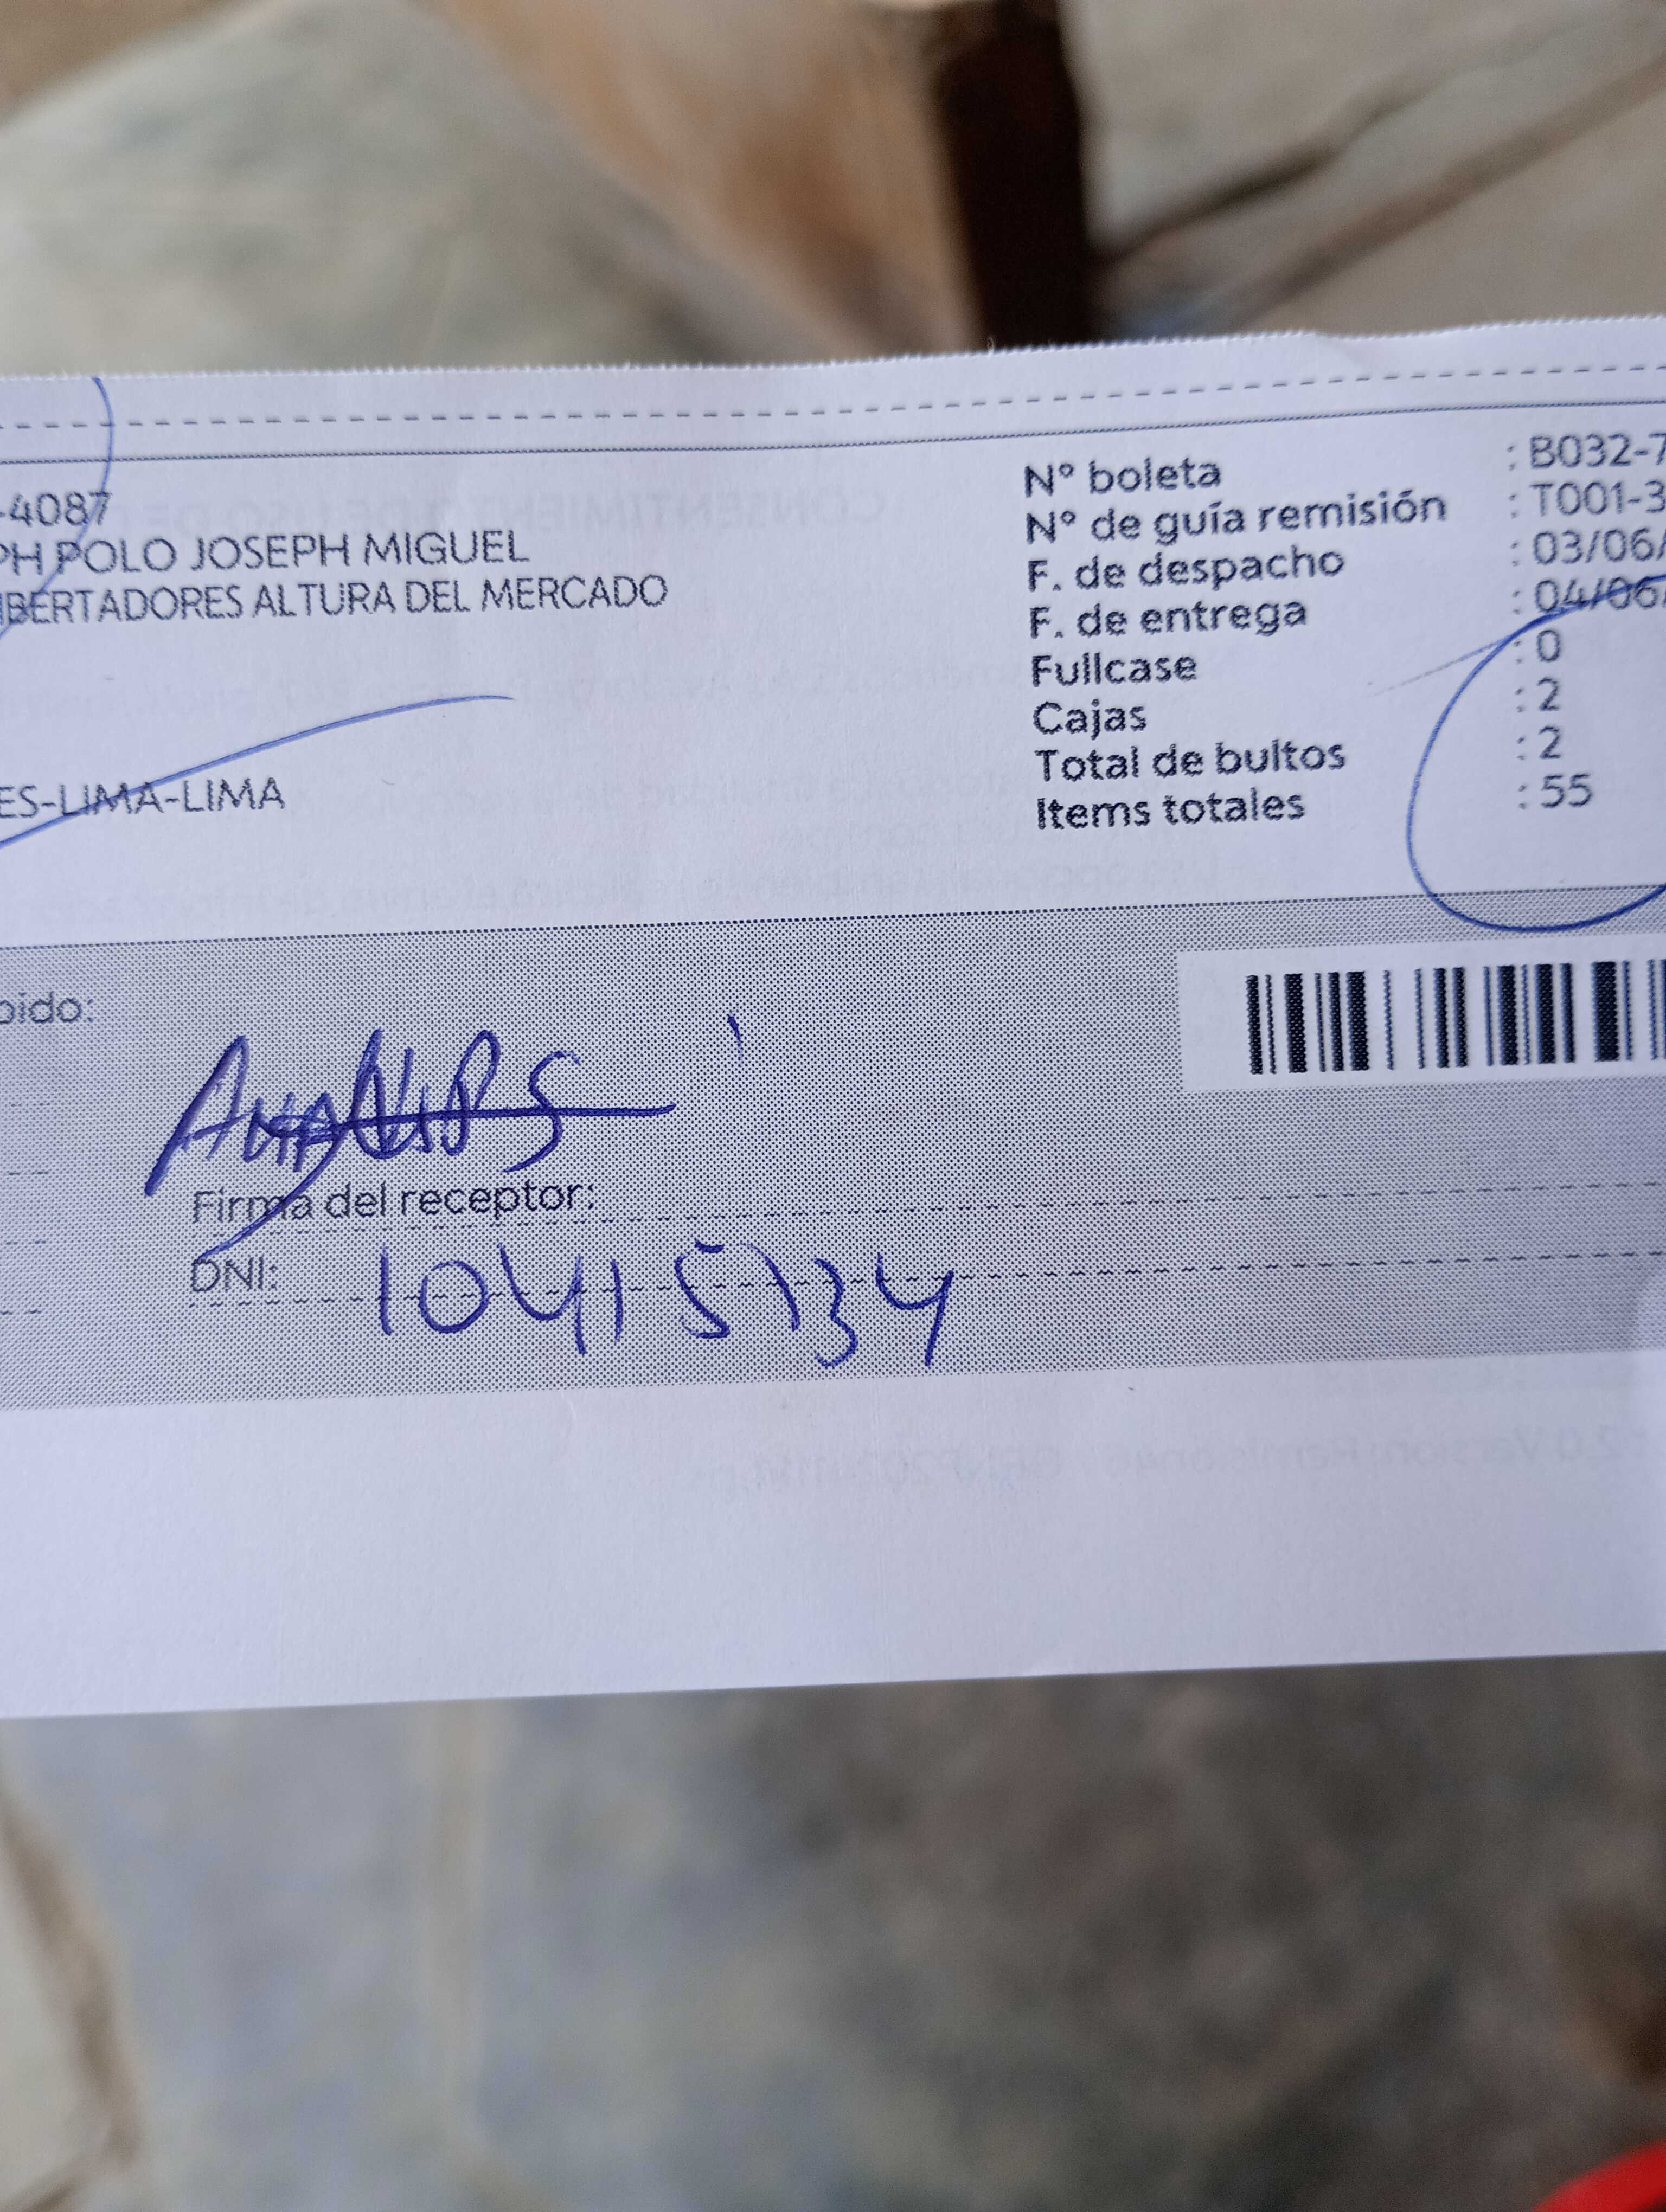 -4087
PH POLO JOSEPH MIGUEL
IBERTADORES ALTURA DEL MERCADO
ES-LIMA-LIMA
N° boleta : B032-7
N° de guía remisión : T001-3
F. de despacho : 03/06/
F. de entrega : 04/06/
Fullcase : 0
Cajas : 2
Total de bultos : 2
Items totales : 55
bido:
Firma del receptor:
DNI: 10415134